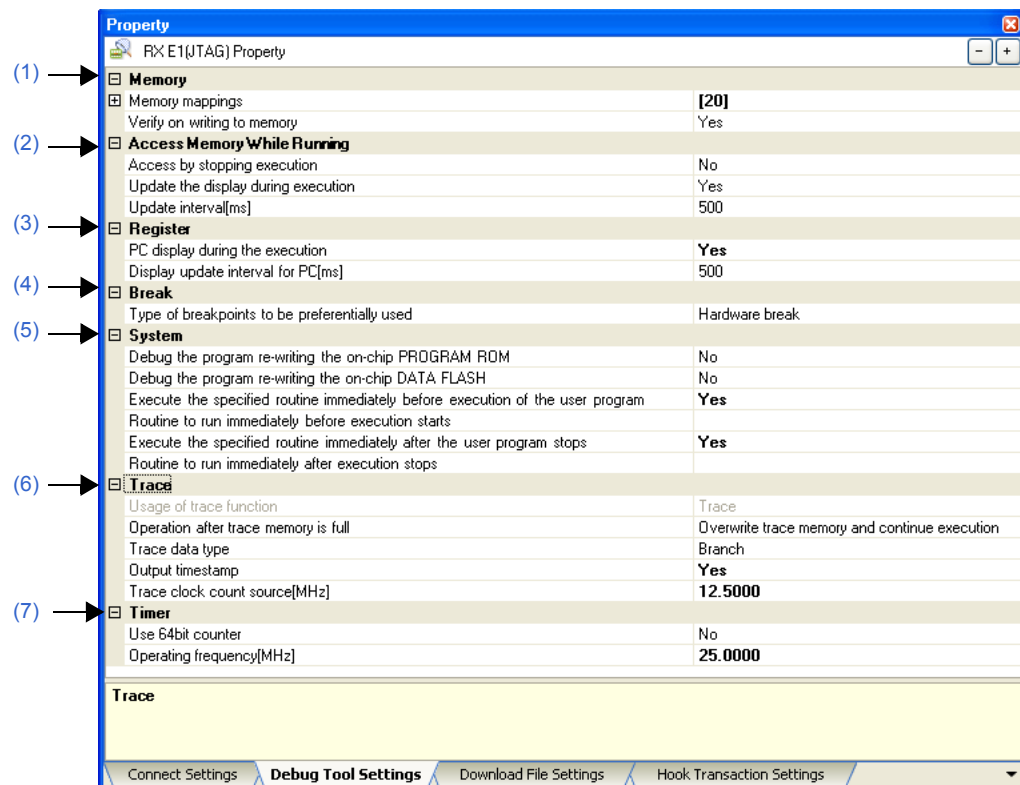 Property
RX E1(JTAG) Property
- +
(1) Memory
Memory mappings [20]
Verify on writing to memory Yes
(2) Access Memory While Running
Access by stopping execution No
Update the display during execution Yes
Update interval[ms] 500
(3) Register
PC display during the execution Yes
Display update interval for PC[ms] 500
(4) Break
Type of breakpoints to be preferentially used Hardware break
(5) System
Debug the program re-writing the on-chip PROGRAM ROM No
Debug the program re-writing the on-chip DATA FLASH No
Execute the specified routine immediately before execution of the user program Yes
Routine to run immediately before execution starts
Execute the specified routine immediately after the user program stops Yes
Routine to run immediately after execution stops
(6) Trace
Usage of trace function Trace
Operation after trace memory is full Overwrite trace memory and continue execution
Trace data type Branch
Output timestamp Yes
Trace clock count source[MHz] 12.5000
(7) Timer
Use 64bit counter No
Operating frequency[MHz] 25.0000
Trace
Connect Settings Debug Tool Settings Download File Settings Hook Transaction Settings